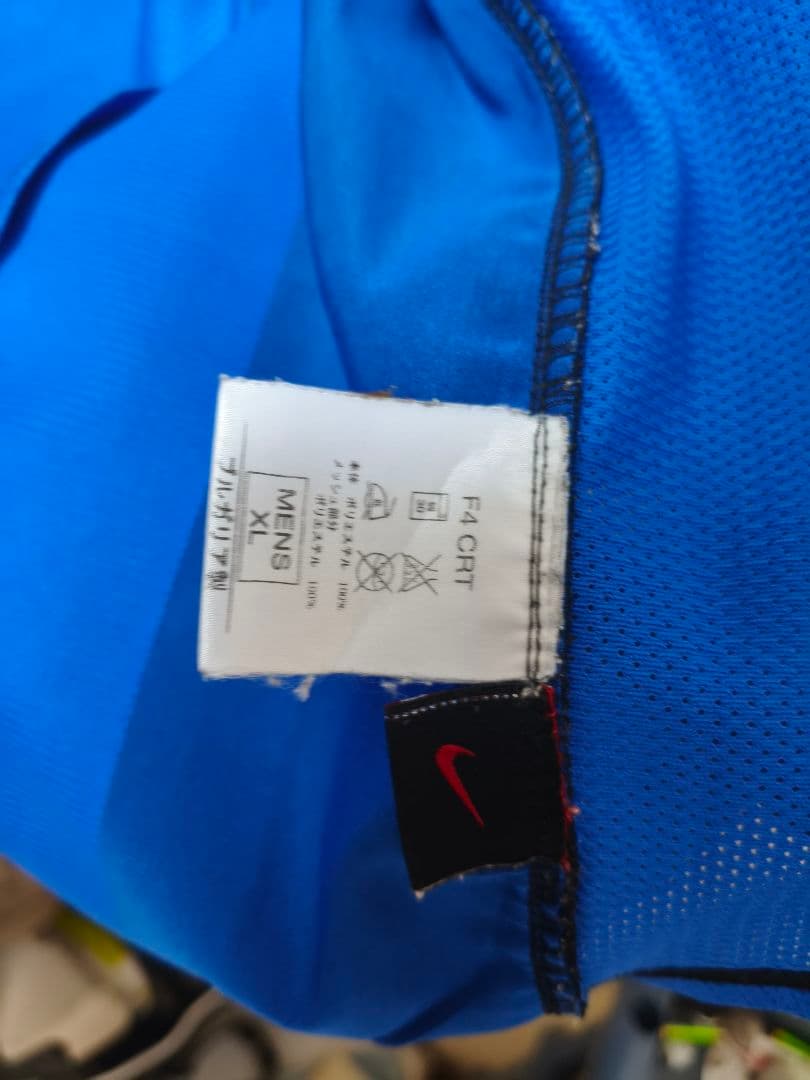 F4 CRT
本体 ポリエステル 100%
メッシュ部分
ポリエステル 100%
MENS
XL
ブルガリア製